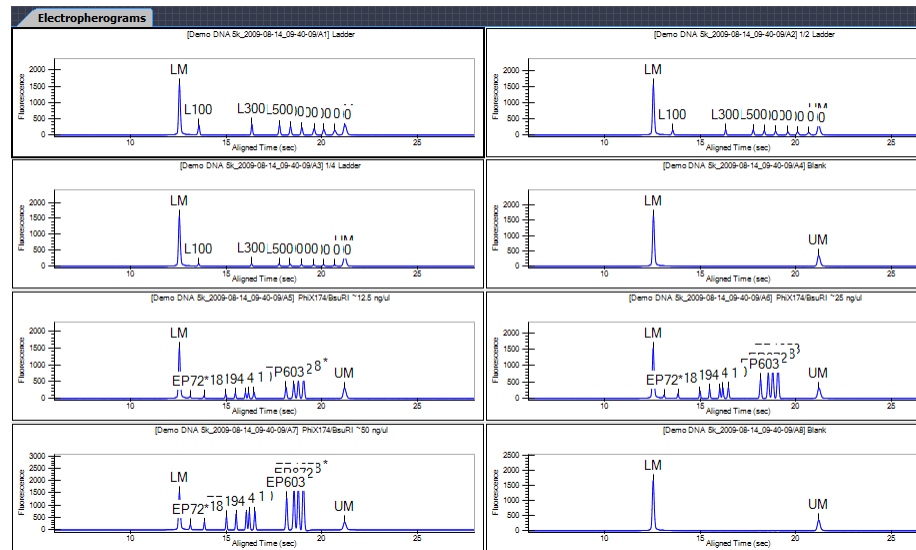 Electropherograms
[Demo DNA 5k_2009-08-14_09-40-09/A1] Ladder
Fluorescence
2000
1500
1000
500
0
LM
L100
L300
L500
10
15
20
25
Aligned Time (sec)
[Demo DNA 5k_2009-08-14_09-40-09/A2] 1/2 Ladder
Fluorescence
2000
1500
1000
500
0
LM
L100
L300
L500
10
15
20
25
Aligned Time (sec)
[Demo DNA 5k_2009-08-14_09-40-09/A3] 1/4 Ladder
Fluorescence
2000
1500
1000
500
0
LM
L100
L300
L500
10
15
20
25
Aligned Time (sec)
[Demo DNA 5k_2009-08-14_09-40-09/A4] Blank
Fluorescence
2000
1500
1000
500
0
LM
UM
10
15
20
25
Aligned Time (sec)
[Demo DNA 5k_2009-08-14_09-40-09/A5] PhiX174/BsuRI ~12.5 ng/ul
Fluorescence
2000
1500
1000
500
0
LM
EP72*
18
194
4
1
P603
UM
10
15
20
25
Aligned Time (sec)
[Demo DNA 5k_2009-08-14_09-40-09/A6] PhiX174/BsuRI ~25 ng/ul
Fluorescence
2000
1500
1000
500
0
LM
EP72*
18
194
4
1
P603
UM
10
15
20
25
Aligned Time (sec)
[Demo DNA 5k_2009-08-14_09-40-09/A7] PhiX174/BsuRI ~50 ng/ul
Fluorescence
3000
2500
2000
1500
1000
500
0
LM
EP72*
18
194
4
1
EP603
EP872
UM
10
15
20
25
Aligned Time (sec)
[Demo DNA 5k_2009-08-14_09-40-09/A8] Blank
Fluorescence
2500
2000
1500
1000
500
0
LM
UM
10
15
20
25
Aligned Time (sec)